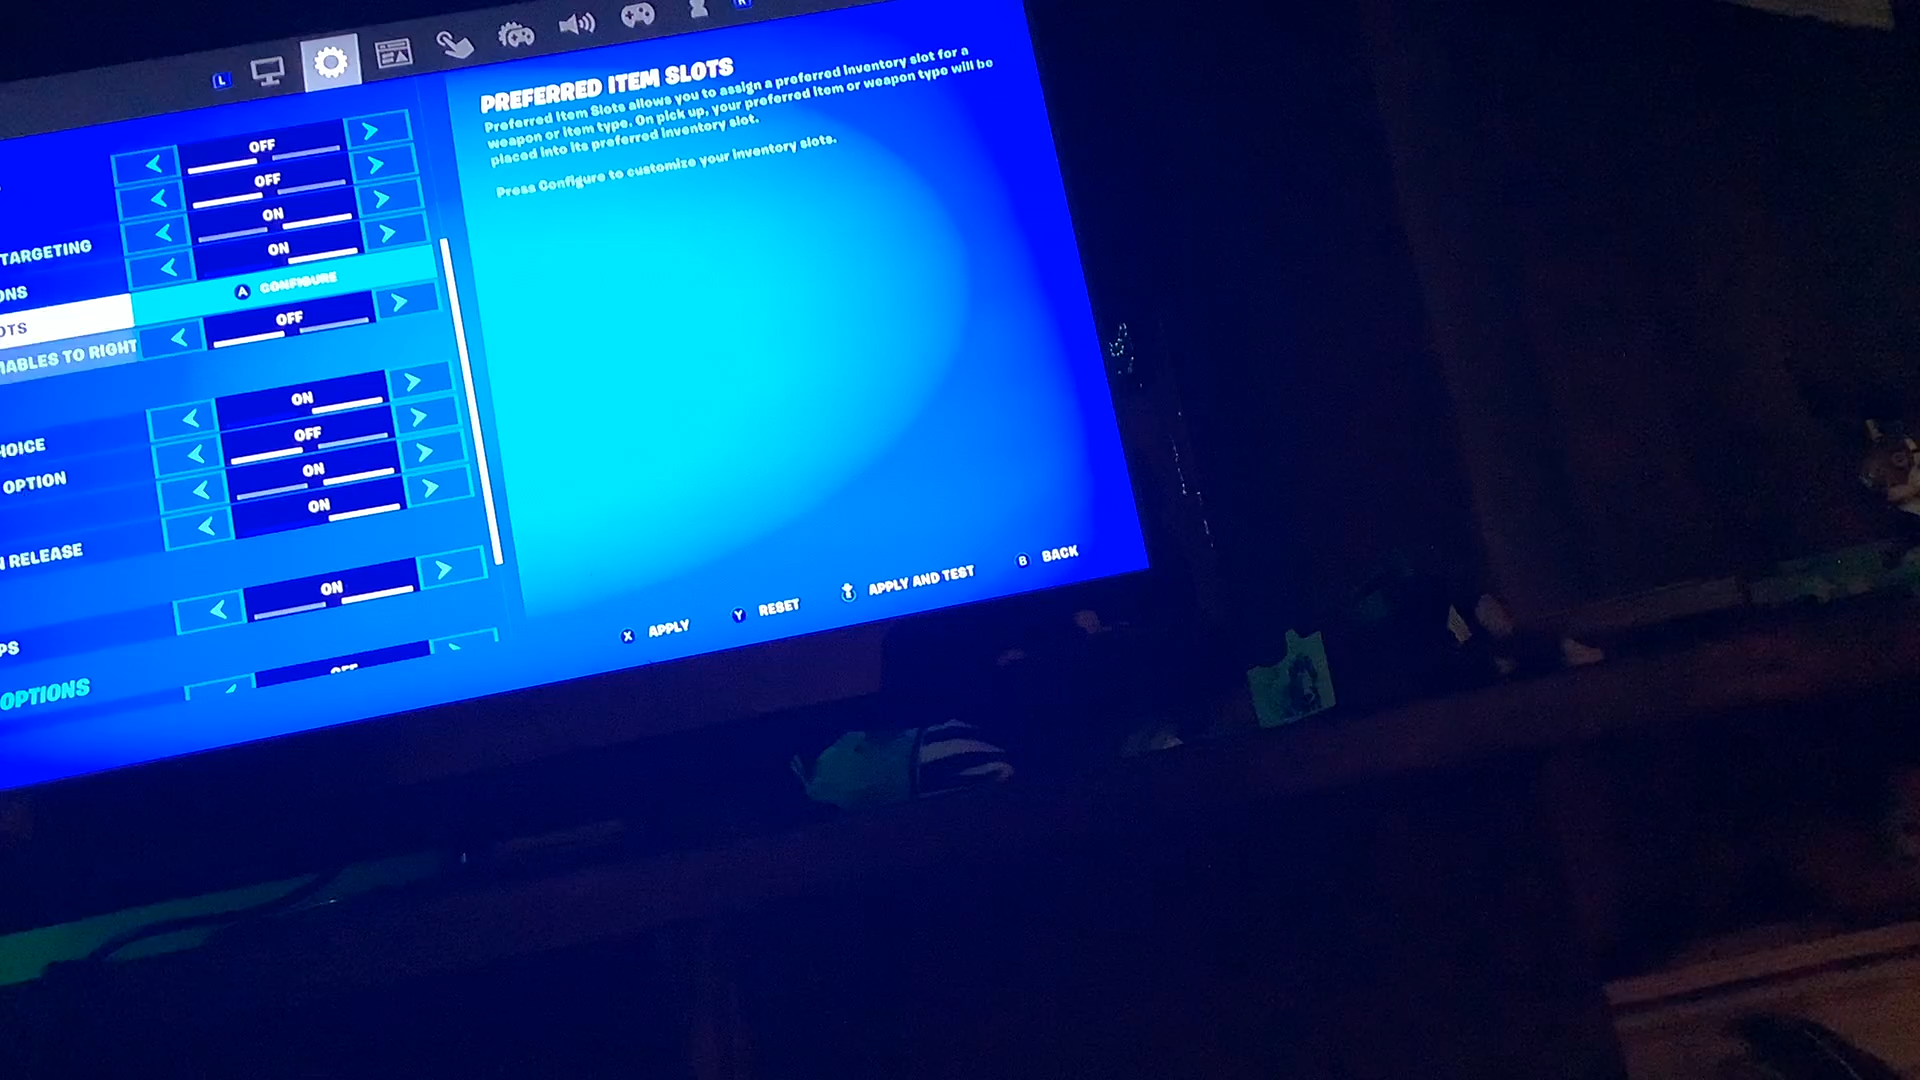 L
R
PREFERRED ITEM SLOTS
Preferred Item Slots allows you to assign a preferred inventory slot for a
weapon or item type. On pick up, your preferred item or weapon type will be
placed into its preferred inventory slot.
Press Configure to customize your inventory slots.
OFF
OFF
TARGETING
ON
ONS
ON
OTS
A CONFIGURE
MABLES TO RIGHT
OFF
HOICE
ON
OPTION
OFF
ON
N RELEASE
ON
PS
ON
OPTIONS
OFF
X APPLY
Y RESET
APPLY AND TEST
B BACK